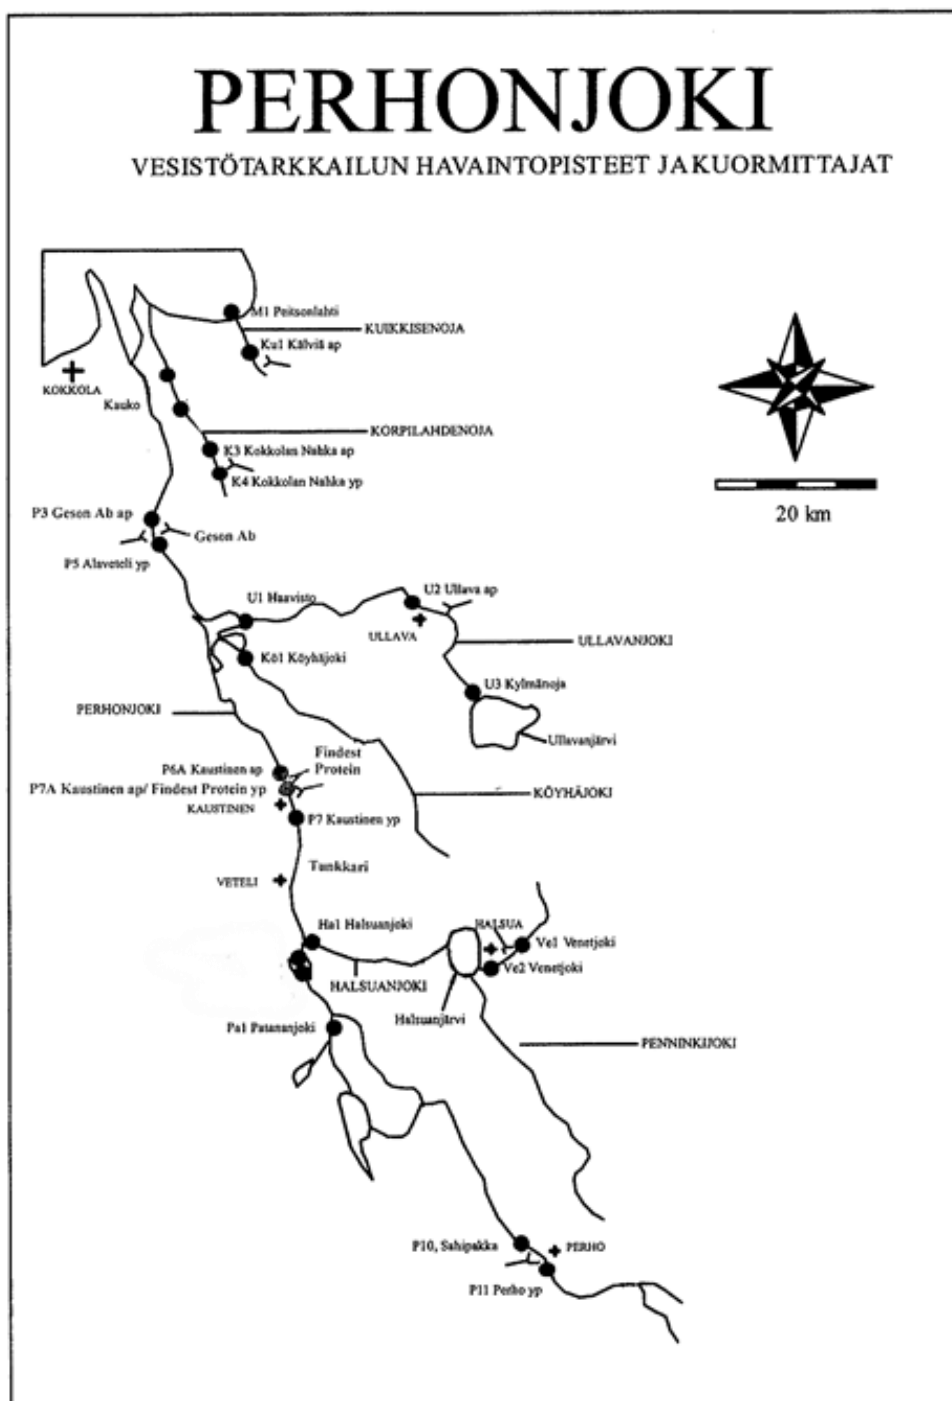 PERHONJOKI
VESISTÖTARKKAILUN HAVAINTOPISTEET JA KUORMITTAJAT
M1 Peitsonlahti
KUIKKISENOJA
Ku1 Kälviä ap
KOKKOLA
Kauko
KORPILAHDENOJA
K3 Kokkolan Nahka ap
K4 Kokkolan Nahka yp
20 km
P3 Geson Ab ap
Geson Ab
P5 Alaveteli yp
U1 Haavisto
U2 Ullava ap
ULLAVA
ULLAVANJOKI
Kö1 Köyhäjoki
U3 Kylmänoja
PERHONJOKI
Ullavanjärvi
Findest
Protein
P6A Kaustinen ap
P7A Kaustinen ap/ Findest Protein yp
KÖYHÄJOKI
KAUSTINEN
P7 Kaustinen yp
Tunkkari
VETELI
Ha1 Halsuanjoki
HALSUA
Ve1 Venetjoki
Ve2 Venetjoki
HALSUANJOKI
Halsuanjärvi
Pa1 Patananjoki
PENNINKIJOKI
P10, Sahipakka
PERHO
P11 Perho yp